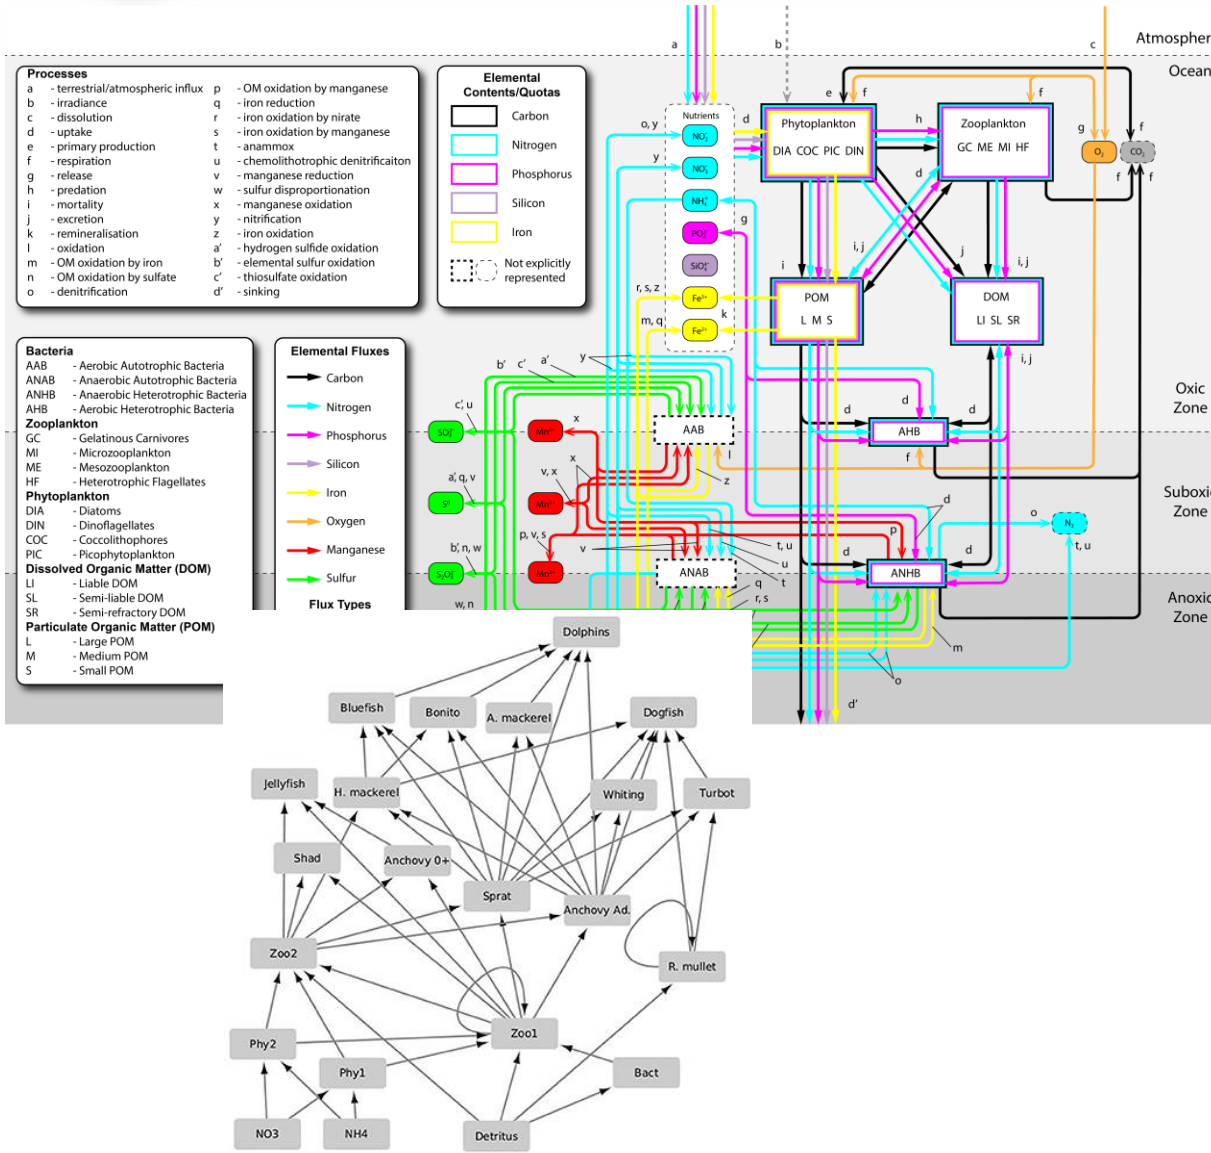 Atmosphere
Ocean
a
b
c
Processes
a - terrestrial/atmospheric influx
b - irradiance
c - dissolution
d - uptake
e - primary production
f - respiration
g - release
h - predation
i - mortality
j - excretion
k - remineralisation
l - oxidation
m - OM oxidation by iron
n - OM oxidation by sulfate
o - denitrification
p - OM oxidation by manganese
q - iron reduction
r - iron oxidation by nirate
s - iron oxidation by manganese
t - anammox
u - chemolithotrophic denitrificaiton
v - manganese reduction
w - sulfur disproportionation
x - manganese oxidation
y - nitrification
z - iron oxidation
a' - hydrogen sulfide oxidation
b' - elemental sulfur oxidation
c' - thiosulfate oxidation
d' - sinking
Elemental
Contents/Quotas
Carbon
Nitrogen
Phosphorus
Silicon
Iron
Not explicitly
represented
Bacteria
AAB - Aerobic Autotrophic Bacteria
ANAB - Anaerobic Autotrophic Bacteria
ANHB - Anaerobic Heterotrophic Bacteria
AHB - Aerobic Heterotrophic Bacteria
Zooplankton
GC - Gelatinous Carnivores
MI - Microzooplankton
ME - Mesozooplankton
HF - Heterotrophic Flagellates
Phytoplankton
DIA - Diatoms
DIN - Dinoflagellates
COC - Coccolithophores
PIC - Picophytoplankton
Dissolved Organic Matter (DOM)
LI - Liable DOM
SL - Semi-liable DOM
SR - Semi-refractory DOM
Particulate Organic Matter (POM)
L - Large POM
M - Medium POM
S - Small POM
Elemental Fluxes
Carbon
Nitrogen
Phosphorus
Silicon
Iron
Oxygen
Manganese
Sulfur
Flux Types
Nutrients
o, y
y
d
e
f
f
f
g
h
Phytoplankton
DIA COC PIC DIN
Zooplankton
GC ME MI HF
O₂
CO₂
f
f
NH₄⁺
g
d
i, j
j
i
i, j
r, s, z
Fe³⁺
m, q
k
Fe²⁺
POM
L M S
DOM
LI SL SR
i, j
Oxic
Zone
b'
c'
a'
y
c', u
x
AAB
d
d
d
AHB
l
f
z
a', q, v
S⁰
v, x
x
Suboxic
Zone
d
o
N₂
t, u
p
b', n, w
p, v, s
v
t, u
u
t
ANAB
d
d
ANHB
q
r, s
w, n
Anoxic
Zone
m
o
d'
Dolphins
Bluefish
Bonito
A. mackerel
Dogfish
Jellyfish
H. mackerel
Whiting
Turbot
Shad
Anchovy 0+
Sprat
Anchovy Ad.
Zoo2
R. mullet
Zoo1
Phy2
Phy1
Bact
NO3
NH4
Detritus